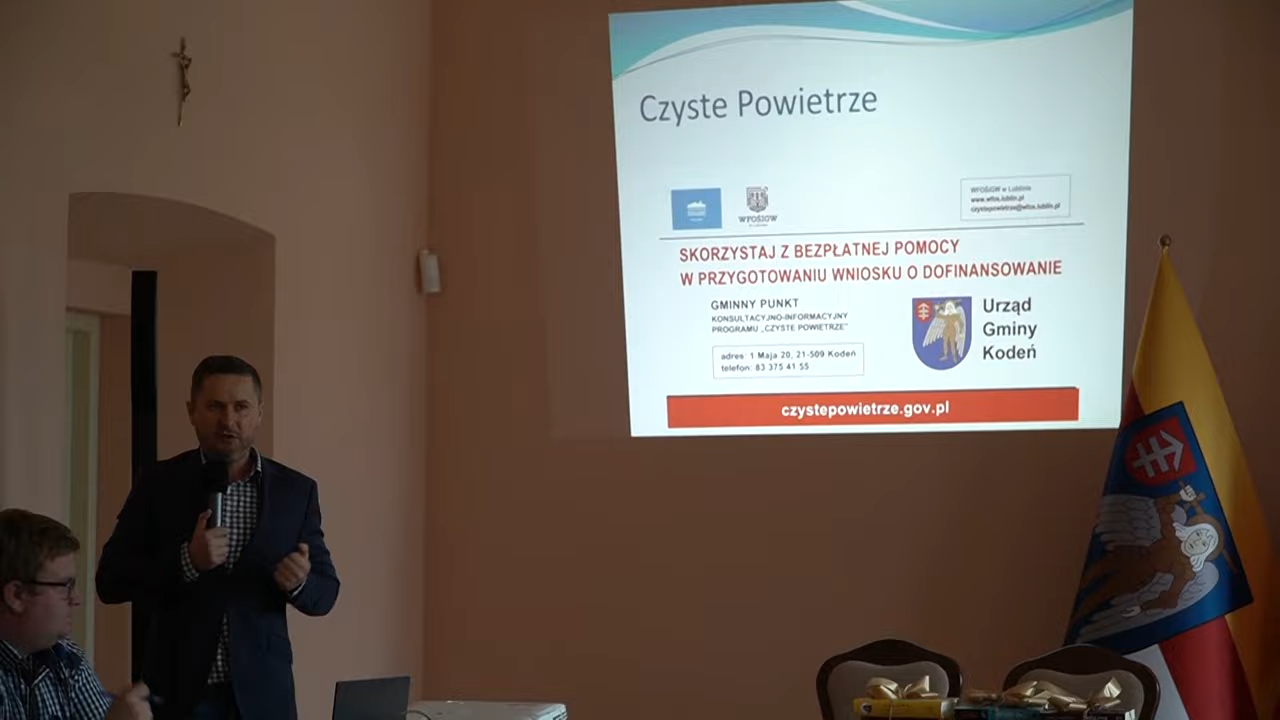 Czyste Powietrze
WFOŚiGW
WFOŚiGW w Lublinie
www.wfos.lublin.pl
czystepowietrze@wfos.lublin.pl
SKORZYSTAJ Z BEZPŁATNEJ POMOCY
W PRZYGOTOWANIU WNIOSKU O DOFINANSOWANIE
GMINNY PUNKT
KONSULTACYJNO-INFORMACYJNY
PROGRAMU „CZYSTE POWIETRZE"
adres: 1 Maja 20, 21-509 Kodeń
telefon: 83 375 41 55
Urząd
Gminy
Kodeń
czystepowietrze.gov.pl